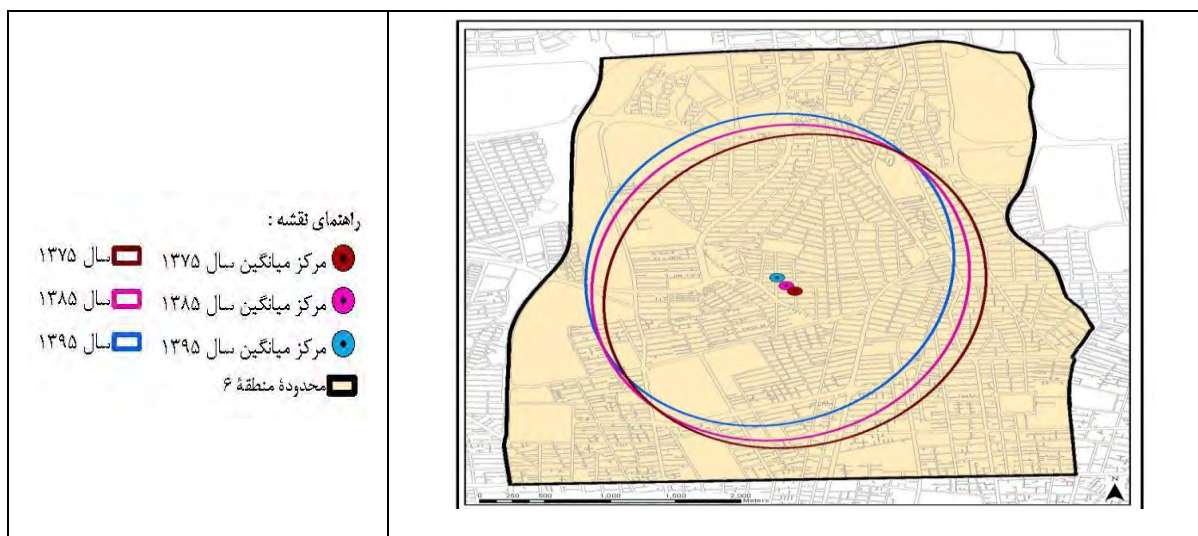 راهنمای نقشه :
مرکز میانگین سال ۱۳۷۵ سال ۱۳۷۵
مرکز میانگین سال ۱۳۸۵ سال ۱۳۸۵
مرکز میانگین سال ۱۳۹۵ سال ۱۳۹۵
محدودهٔ منطقهٔ ۶
0 250 500 1,000 1,500 2,000
Meters
N